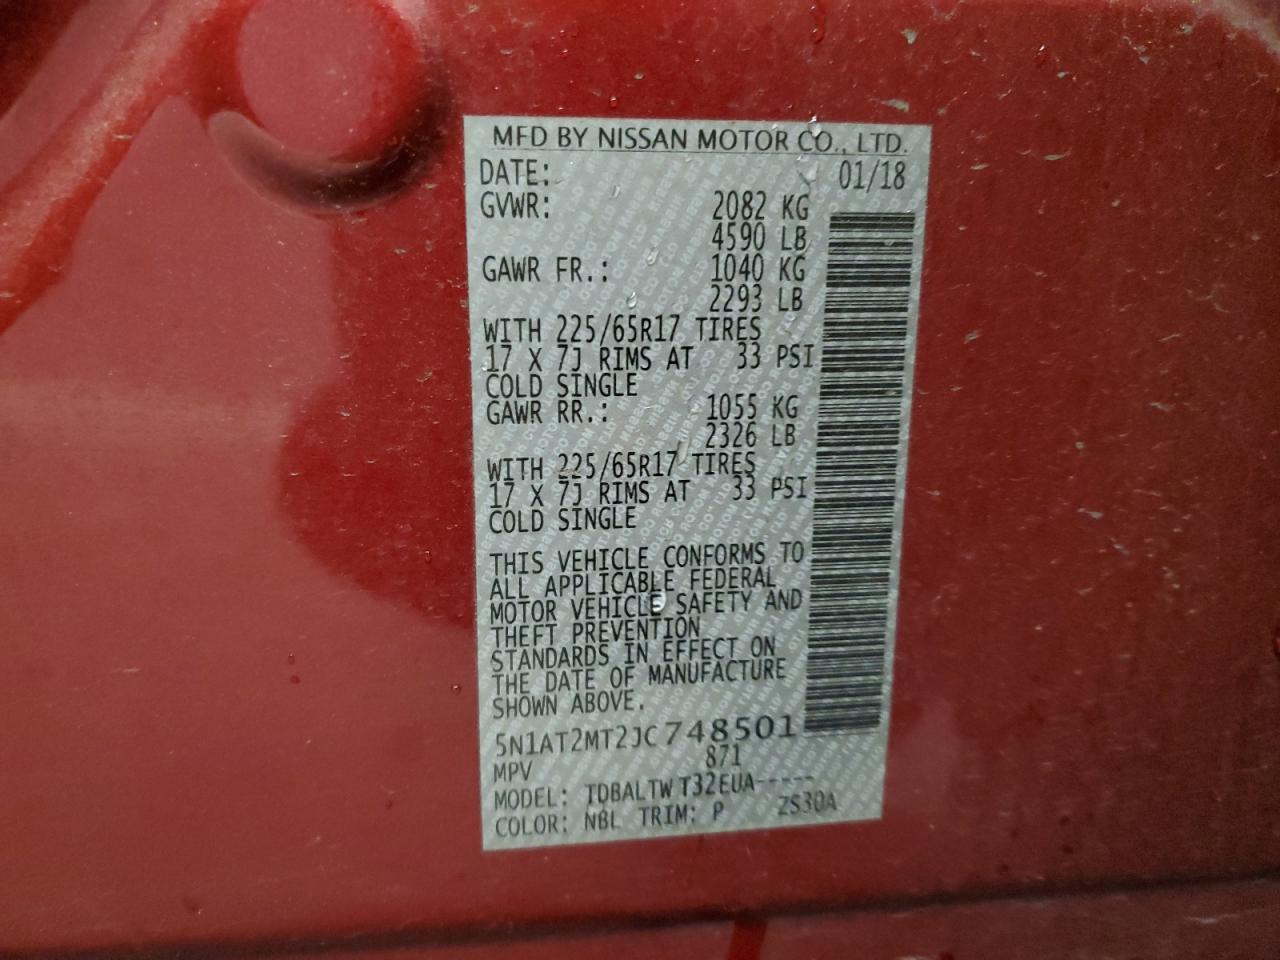 MFD BY NISSAN MOTOR CO., LTD.
DATE: 01/18
GVWR: 2082 KG
4590 LB
GAWR FR.: 1040 KG
2293 LB
WITH 225/65R17 TIRES
17 X 7J RIMS AT 33 PSI
COLD SINGLE
GAWR RR.: 1055 KG
2326 LB
WITH 225/65R17 TIRES
17 X 7J RIMS AT 33 PSI
COLD SINGLE
THIS VEHICLE CONFORMS TO
ALL APPLICABLE FEDERAL
MOTOR VEHICLE SAFETY AND
THEFT PREVENTION
STANDARDS IN EFFECT ON
THE DATE OF MANUFACTURE
SHOWN ABOVE.
5N1AT2MT2JC748501
MPV 871
MODEL: TDBALTWT32EUA-----
COLOR: NBL TRIM: P ZS30A